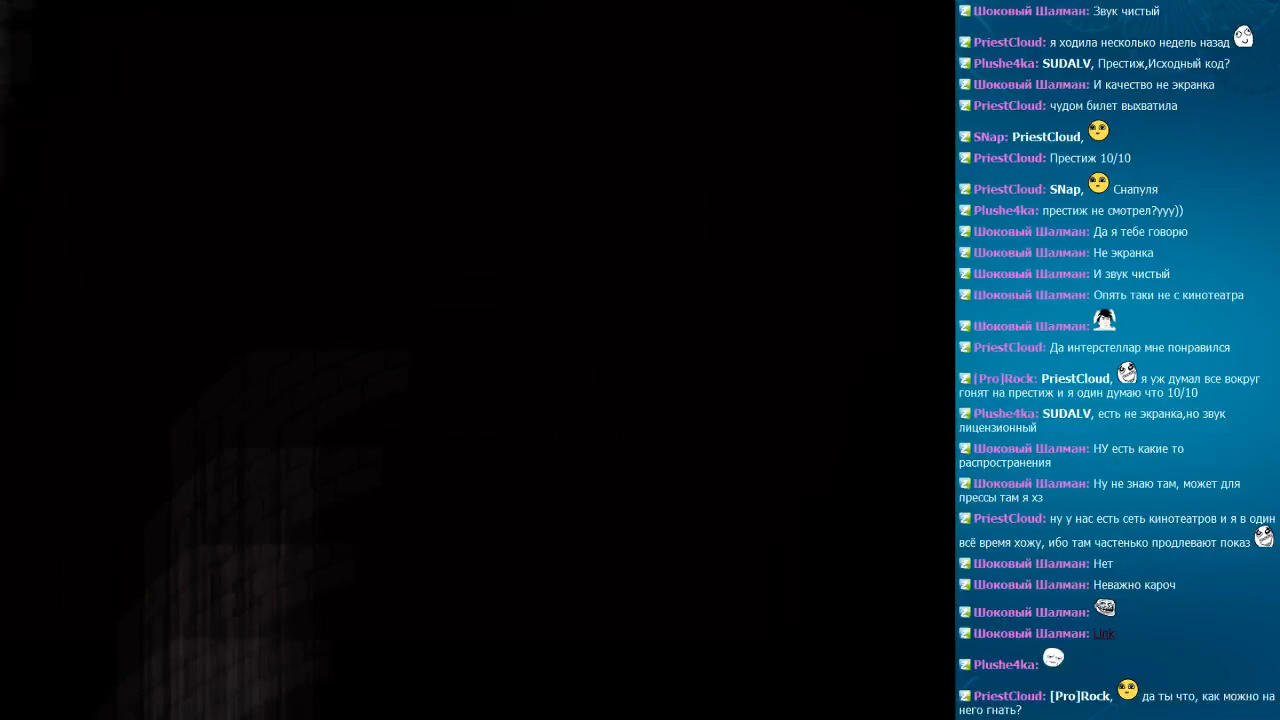 Шоковый Шалман: Звук чистый
PriestCloud: я ходила несколько недель назад
Plushe4ka: SUDALV, Престиж,Исходный код?
Шоковый Шалман: И качество не экранка
PriestCloud: чудом билет выхватила
SNap: PriestCloud,
PriestCloud: Престиж 10/10
PriestCloud: SNap, Снапуля
Plushe4ka: престиж не смотрел?ууу))
Шоковый Шалман: Да я тебе говорю
Шоковый Шалман: Не экранка
Шоковый Шалман: И звук чистый
Шоковый Шалман: Опять таки не с кинотеатра
Шоковый Шалман:
PriestCloud: Да интерстеллар мне понравился
[Pro]Rock: PriestCloud, я уж думал все вокруг
гонят на престиж и я один думаю что 10/10
Plushe4ka: SUDALV, есть не экранка,но звук
лицензионный
Шоковый Шалман: НУ есть какие то
распространения
Шоковый Шалман: Ну не знаю там, может для
прессы там я хз
PriestCloud: ну у нас есть сеть кинотеатров и я в один
всё время хожу, ибо там частенько продлевают показ
Шоковый Шалман: Нет
Шоковый Шалман: Неважно кароч
Шоковый Шалман:
Шоковый Шалман: Link
Plushe4ka:
PriestCloud: [Pro]Rock, да ты что, как можно на
него гнать?